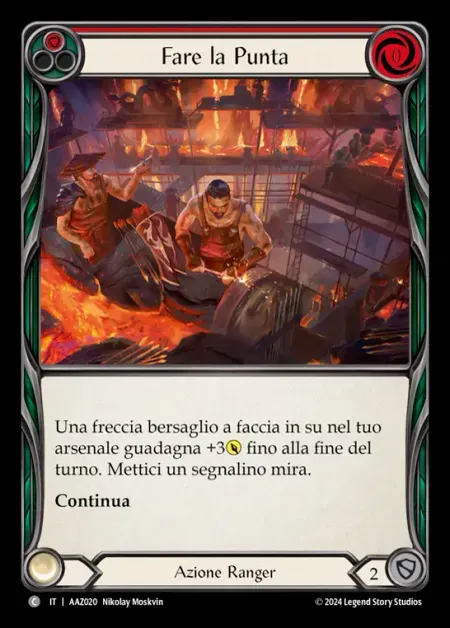 0
Fare la Punta
Una freccia bersaglio a faccia in su nel tuo
arsenale guadagna +3 fino alla fine del
turno. Mettici un segnalino mira.
Continua
Azione Ranger
2
C IT | AAZ020 Nikolay Moskvin
© 2024 Legend Story Studios